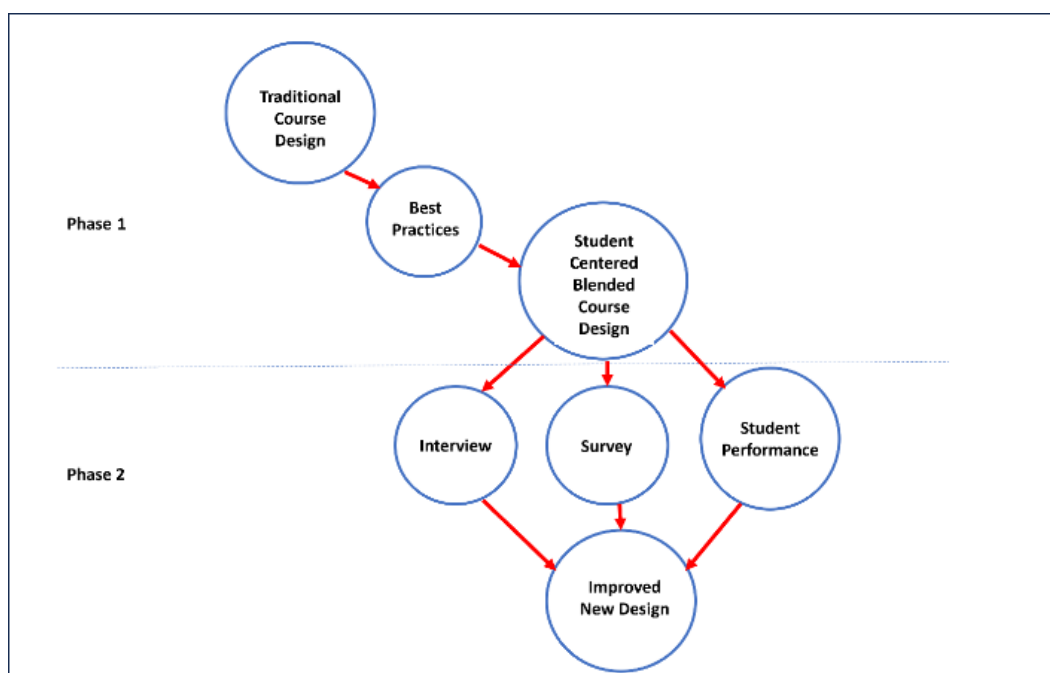 Traditional
Course
Design
Phase 1
Best
Practices
Student
Centered
Blended
Course
Design
Phase 2
Interview
Survey
Student
Performance
Improved
New Design